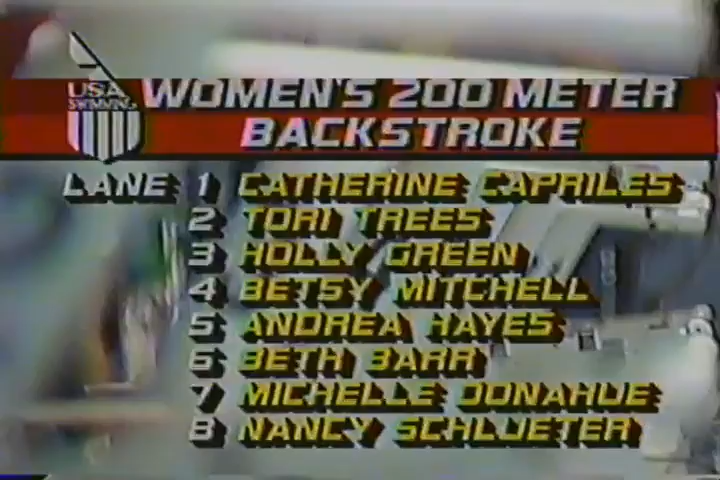 USA
SWIMMING
WOMEN'S 200 METER
BACKSTROKE
LANE 1 CATHERINE CAPRILES
2 TORI TREES
3 HOLLY GREEN
4 BETSY MITCHELL
5 ANDREA HAYES
6 BETH BARR
7 MICHELLE DONAHUE
8 NANCY SCHLUETER